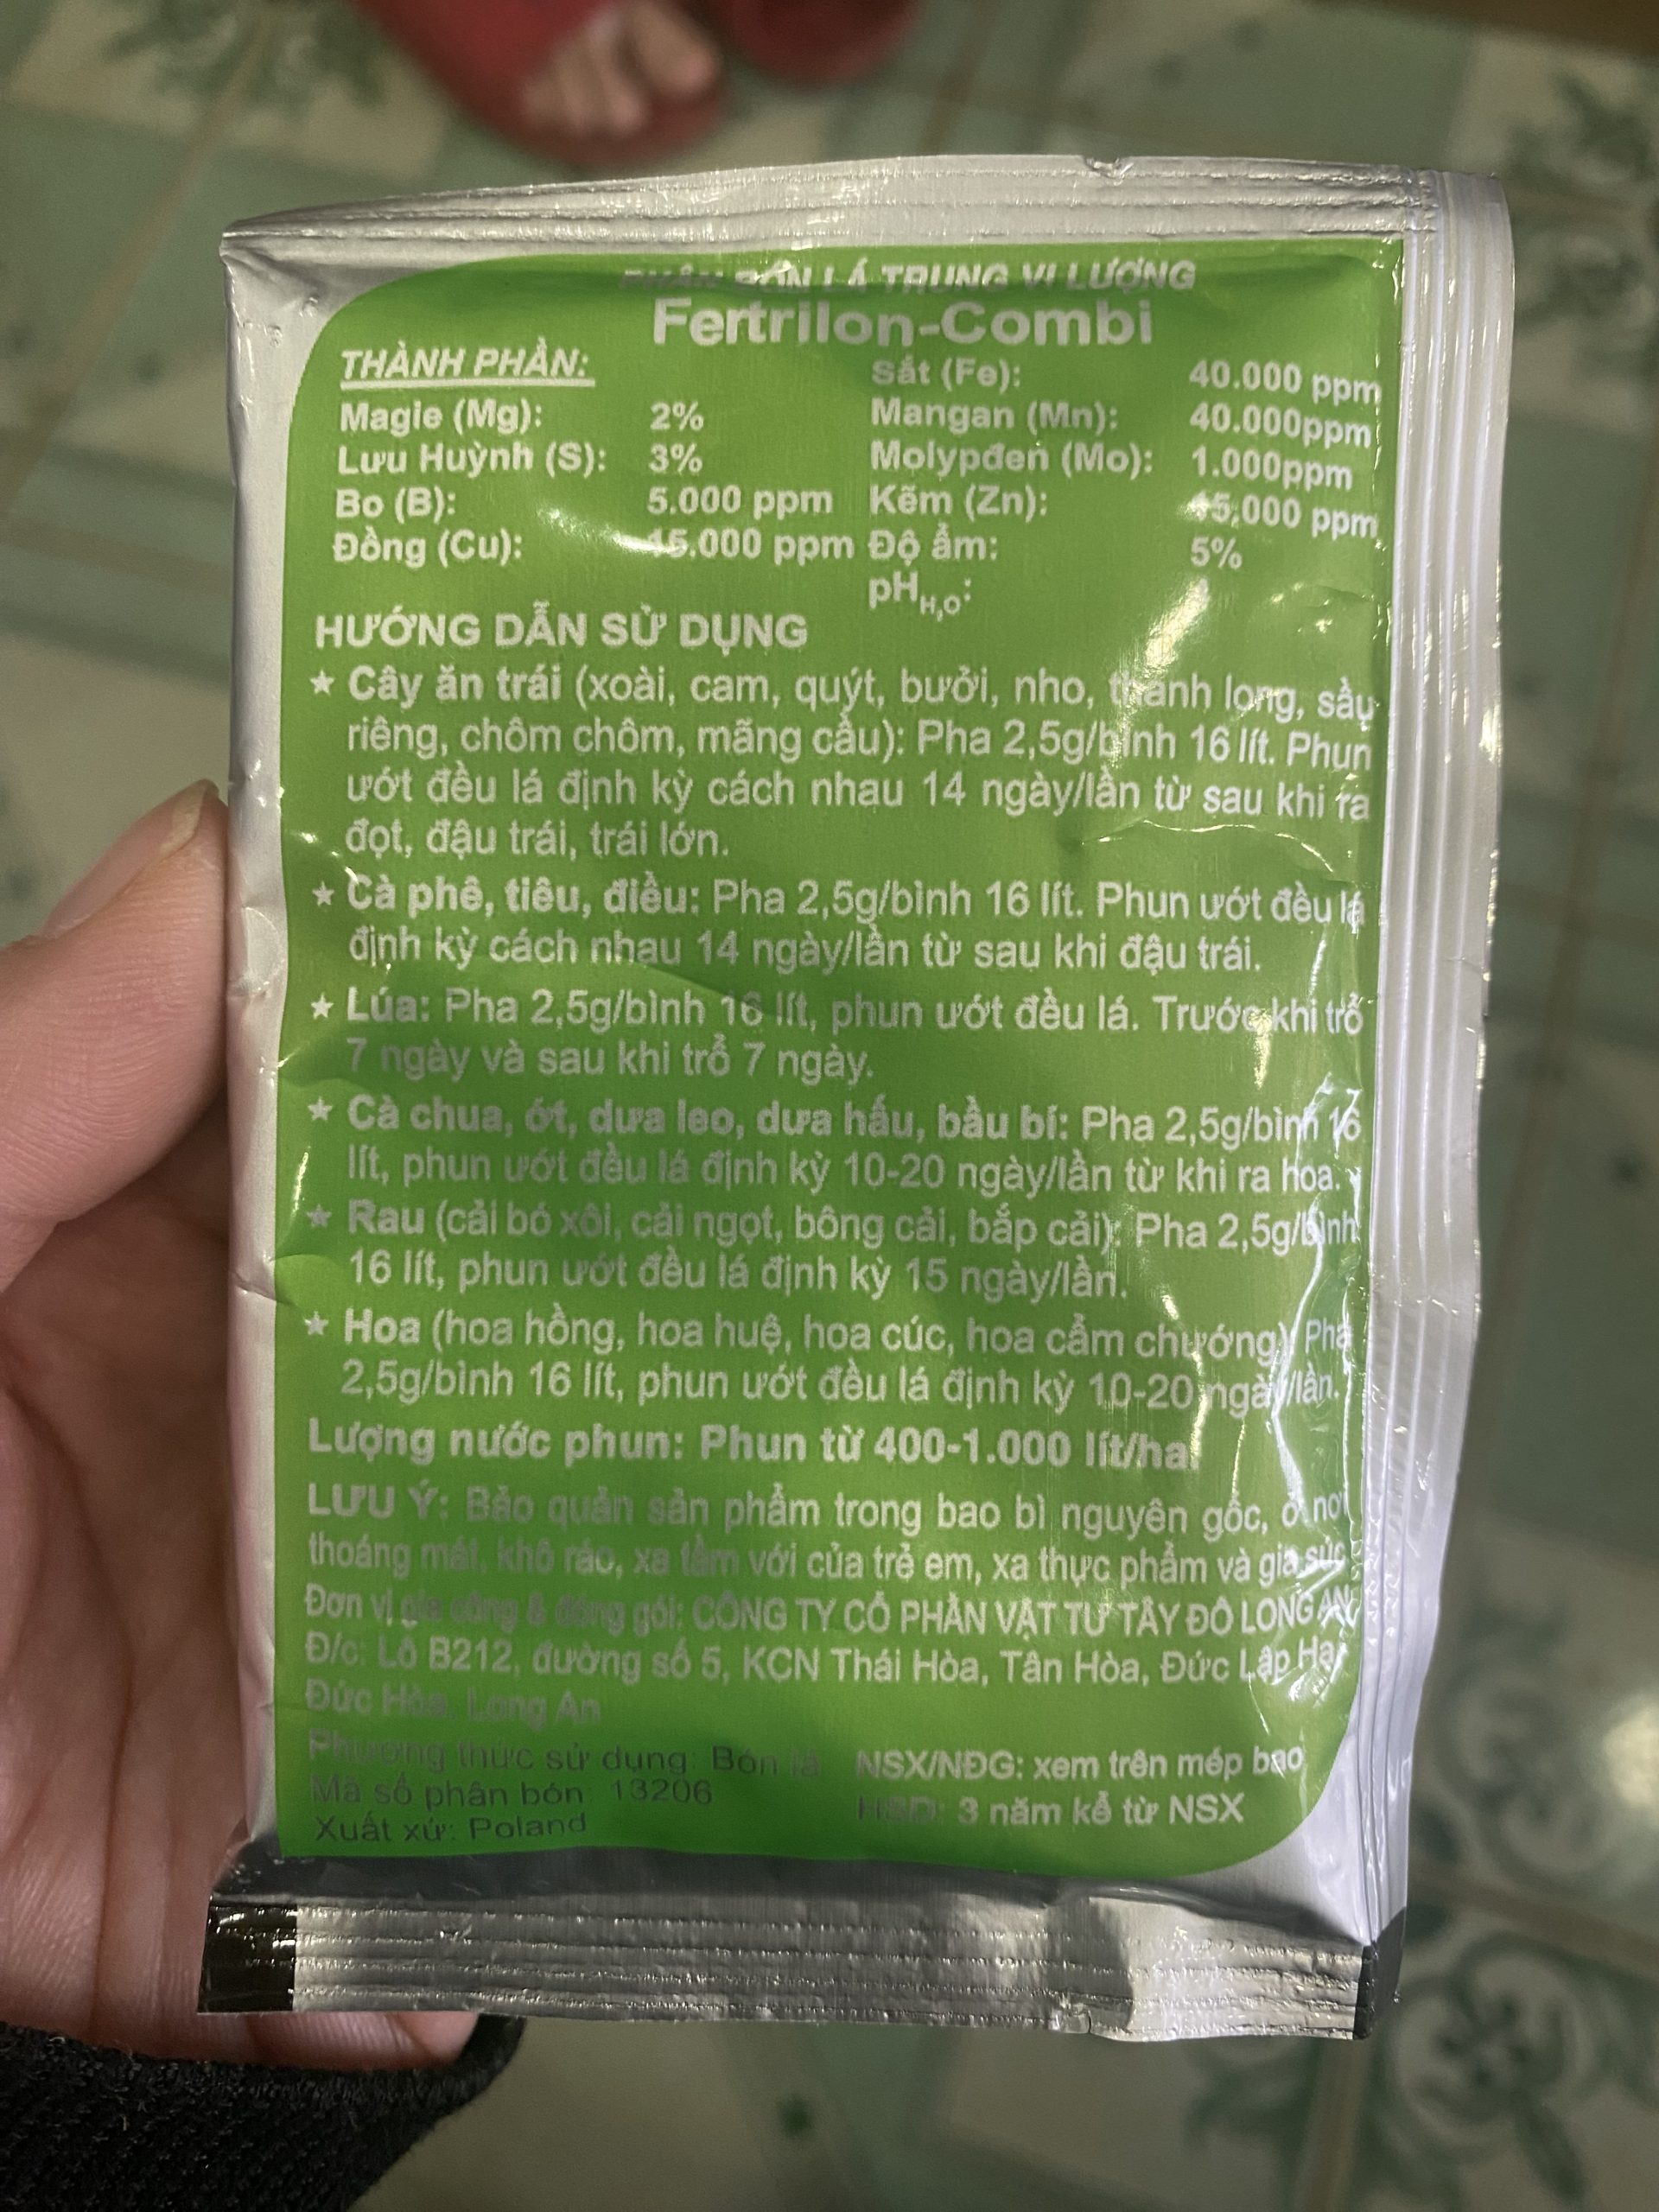 PHÂN BÓN LÁ TRUNG VI LƯỢNG
Fertrilon-Combi
THÀNH PHẦN:
Magie (Mg): 2%
Lưu Huỳnh (S): 3%
Bo (B): 5.000 ppm
Đồng (Cu): 15.000 ppm
Sắt (Fe): 40.000 ppm
Mangan (Mn): 40.000ppm
Molypđen (Mo): 1.000ppm
Kẽm (Zn): 15.000 ppm
Độ ẩm: 5%
pHH₂O:
HƯỚNG DẪN SỬ DỤNG
★ Cây ăn trái (xoài, cam, quýt, bưởi, nho, thanh long, sầu
riêng, chôm chôm, mãng cầu): Pha 2,5g/bình 16 lít. Phun
ướt đều lá định kỳ cách nhau 14 ngày/lần từ sau khi ra
đọt, đậu trái, trái lớn.
★ Cà phê, tiêu, điều: Pha 2,5g/bình 16 lít. Phun ướt đều lá
định kỳ cách nhau 14 ngày/lần từ sau khi đậu trái.
★ Lúa: Pha 2,5g/bình 16 lít, phun ướt đều lá. Trước khi trổ
7 ngày và sau khi trổ 7 ngày.
★ Cà chua, ớt, dưa leo, dưa hấu, bầu bí: Pha 2,5g/bình 16
lít, phun ướt đều lá định kỳ 10-20 ngày/lần từ khi ra hoa.
★ Rau (cải bó xôi, cải ngọt, bông cải, bắp cải): Pha 2,5g/bình
16 lít, phun ướt đều lá định kỳ 15 ngày/lần.
★ Hoa (hoa hồng, hoa huệ, hoa cúc, hoa cẩm chướng): Pha
2,5g/bình 16 lít, phun ướt đều lá định kỳ 10-20 ngày/lần.
Lượng nước phun: Phun từ 400-1.000 lít/ha
LƯU Ý: Bảo quản sản phẩm trong bao bì nguyên gốc, ở nơi
thoáng mát, khô ráo, xa tầm với của trẻ em, xa thực phẩm và gia súc
Đơn vị gia công & đóng gói: CÔNG TY CỔ PHẦN VẬT TƯ TÂY ĐÔ LONG AN
Đ/c: Lô B212, đường số 5, KCN Thái Hòa, Tân Hòa, Đức Lập Hạ,
Đức Hòa, Long An
Phương thức sử dụng: Bón lá
Mã số phân bón: 13206
Xuất xứ: Poland
NSX/NĐG: xem trên mép bao
HSD: 3 năm kể từ NSX